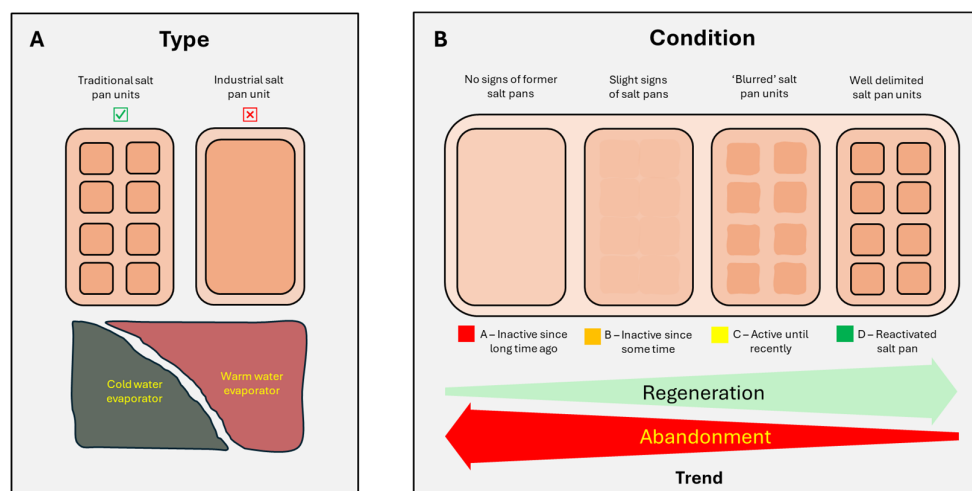 A
Type
Traditional salt
pan units
Industrial salt
pan unit
Cold water
evaporator
Warm water
evaporator
B
Condition
No signs of former
salt pans
Slight signs
of salt pans
‘Blurred’ salt
pan units
Well delimited
salt pan units
A – Inactive since
long time ago
B – Inactive since
some time
C – Active until
recently
D – Reactivated
salt pan
Regeneration
Abandonment
Trend